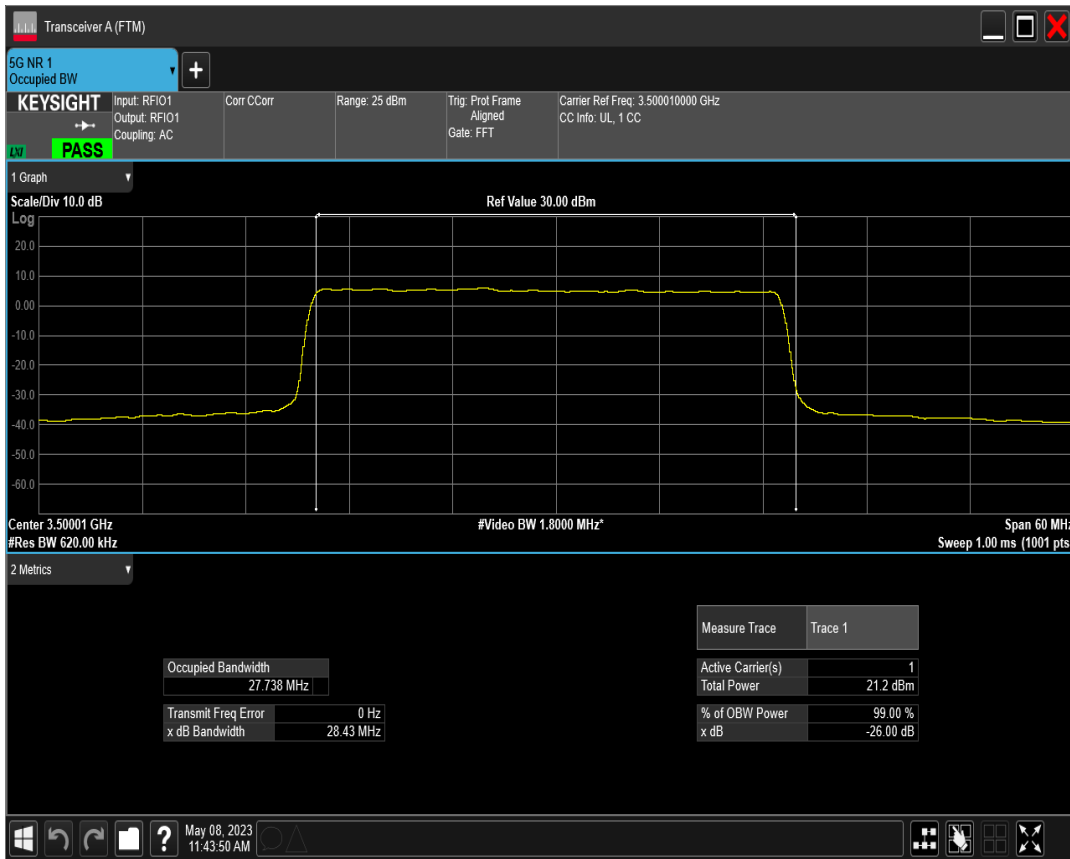 Transceiver A (FTM)
5G NR 1
Occupied BW
+
KEYSIGHT
LXI
PASS
Input: RFIO1
Output: RFIO1
Coupling: AC
Corr CCorr
Range: 25 dBm
Trig: Prot Frame
Aligned
Gate: FFT
Carrier Ref Freq: 3.500010000 GHz
CC Info: UL, 1 CC
1 Graph
Scale/Div 10.0 dB
Ref Value 30.00 dBm
Log
20.0
10.0
0.00
-10.0
-20.0
-30.0
-40.0
-50.0
-60.0
Center 3.50001 GHz
#Video BW 1.8000 MHz*
Span 60 MHz
#Res BW 620.00 kHz
Sweep 1.00 ms (1001 pts
2 Metrics
Measure Trace Trace 1
Occupied Bandwidth
27.738 MHz
Active Carrier(s) 1
Total Power 21.2 dBm
Transmit Freq Error 0 Hz
x dB Bandwidth 28.43 MHz
% of OBW Power 99.00 %
x dB -26.00 dB
?
May 08, 2023
11:43:50 AM